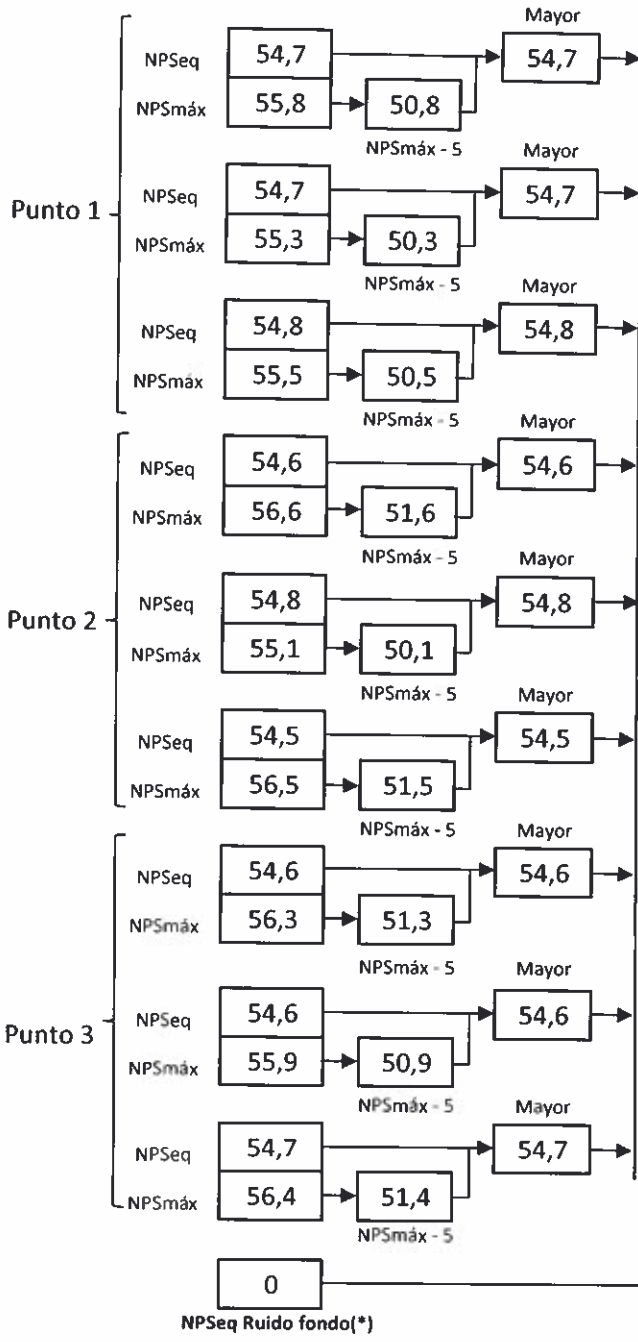 Mayor
NPSeq 54,7 54,7
NPSmáx 55,8 50,8
NPSmáx - 5
Mayor
NPSeq 54,7 54,7
Punto 1
NPSmáx 55,3 50,3
NPSmáx - 5
Mayor
NPSeq 54,8 54,8
NPSmáx 55,5 50,5
NPSmáx - 5
Mayor
NPSeq 54,6 54,6
NPSmáx 56,6 51,6
NPSmáx - 5
Mayor
NPSeq 54,8 54,8
Punto 2
NPSmáx 55,1 50,1
NPSmáx - 5
Mayor
NPSeq 54,5 54,5
NPSmáx 56,5 51,5
NPSmáx - 5
Mayor
NPSeq 54,6 54,6
NPSmáx 56,3 51,3
NPSmáx - 5
Mayor
NPSeq 54,6 54,6
Punto 3
NPSmáx 55,9 50,9
NPSmáx - 5
Mayor
NPSeq 54,7 54,7
NPSmáx 56,4 51,4
NPSmáx - 5
0
NPSeq Ruido fondo(*)